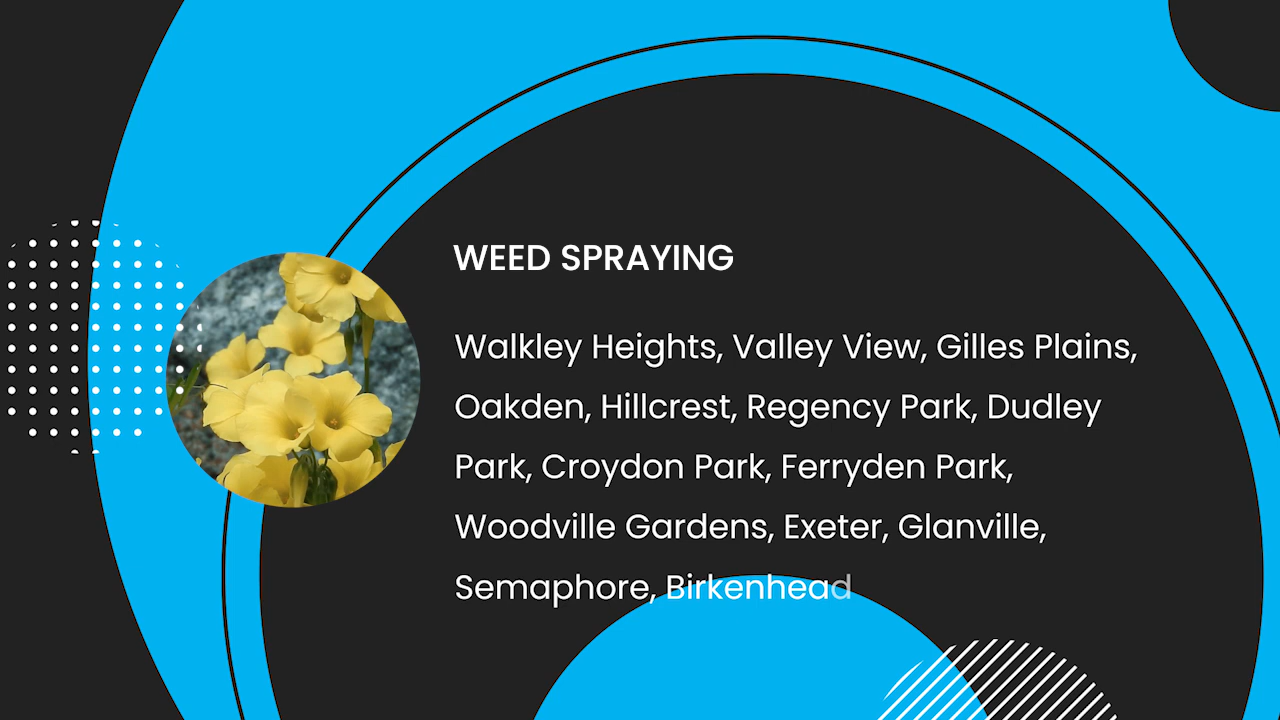 WEED SPRAYING
Walkley Heights, Valley View, Gilles Plains,
Oakden, Hillcrest, Regency Park, Dudley
Park, Croydon Park, Ferryden Park,
Woodville Gardens, Exeter, Glanville,
Semaphore, Birkenhead